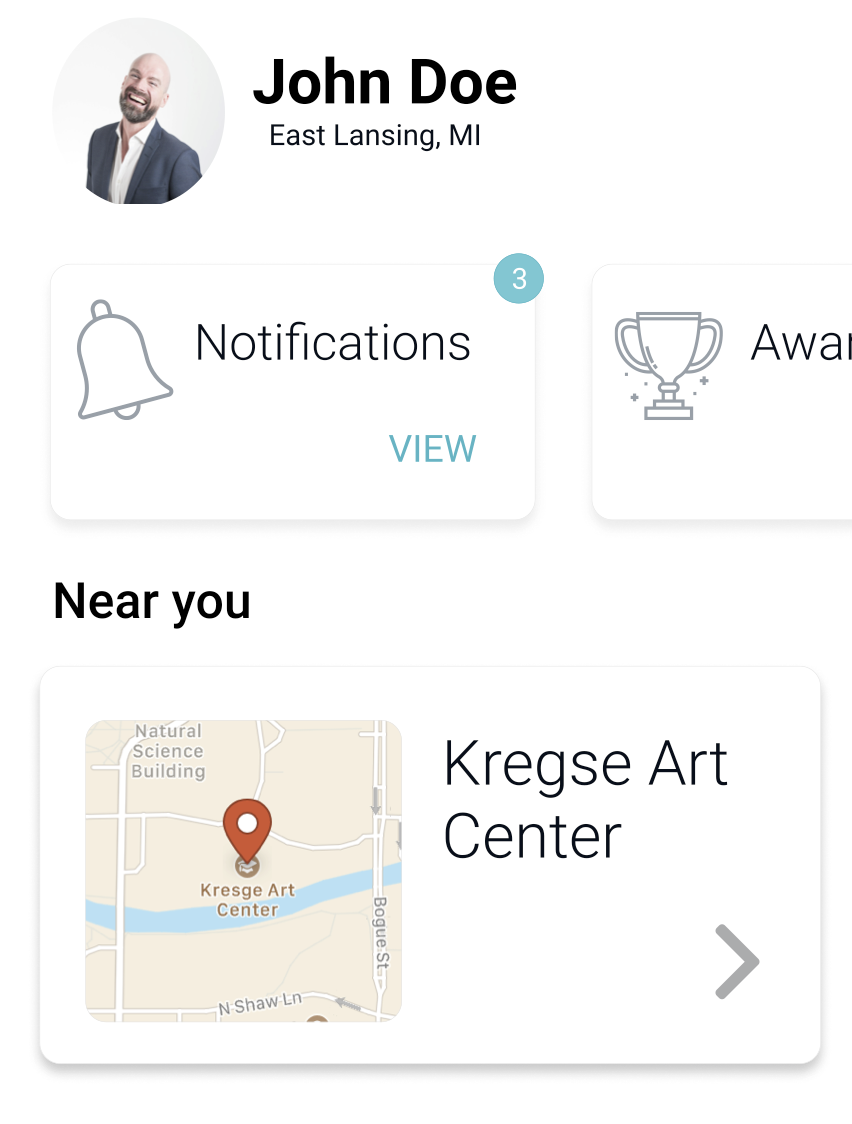 John Doe
East Lansing, MI
3
Notifications
VIEW
Awar
Near you
Natural
Science
Building
Kresge Art
Center
Bogue St
N Shaw Ln
Kregse Art
Center